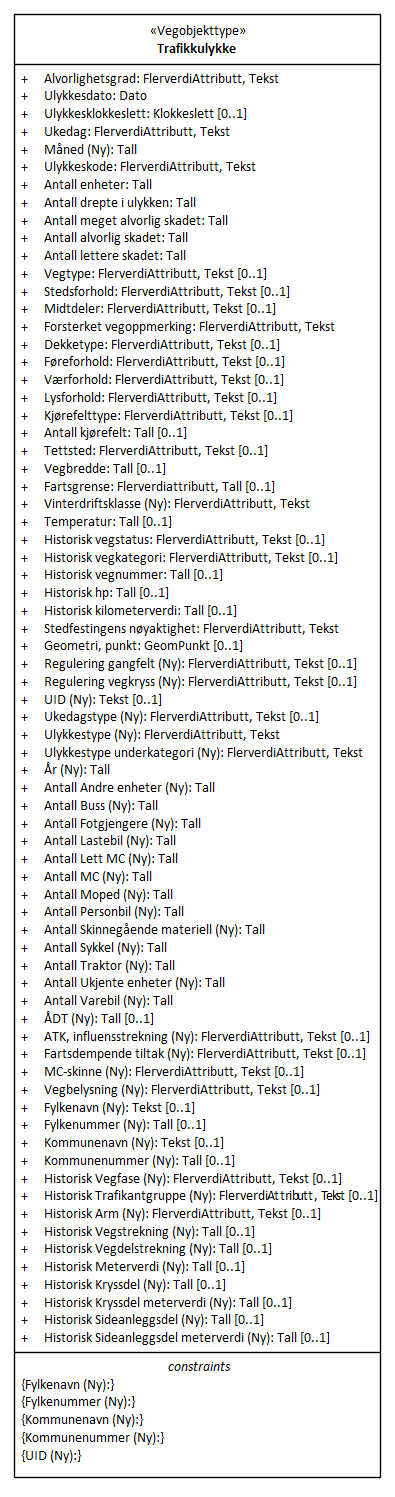 «Vegobjekttype»
Trafikkulykke
+ Alvorlighetsgrad: FlerverdiAttributt, Tekst
+ Ulykkesdato: Dato
+ Ulykkesklokkeslett: Klokkeslett [0..1]
+ Ukedag: FlerverdiAttributt, Tekst
+ Måned (Ny): Tall
+ Ulykkeskode: FlerverdiAttributt, Tekst
+ Antall enheter: Tall
+ Antall drepte i ulykken: Tall
+ Antall meget alvorlig skadet: Tall
+ Antall alvorlig skadet: Tall
+ Antall lettere skadet: Tall
+ Vegtype: FlerverdiAttributt, Tekst [0..1]
+ Stedsforhold: FlerverdiAttributt, Tekst [0..1]
+ Midtdeler: FlerverdiAttributt, Tekst [0..1]
+ Forsterket vegoppmerking: FlerverdiAttributt, Tekst
+ Dekketype: FlerverdiAttributt, Tekst [0..1]
+ Føreforhold: FlerverdiAttributt, Tekst [0..1]
+ Værforhold: FlerverdiAttributt, Tekst [0..1]
+ Lysforhold: FlerverdiAttributt, Tekst [0..1]
+ Kjørefelttype: FlerverdiAttributt, Tekst [0..1]
+ Antall kjørefelt: Tall [0..1]
+ Tettsted: FlerverdiAttributt, Tekst [0..1]
+ Vegbredde: Tall [0..1]
+ Fartsgrense: Flerverdiattributt, Tall [0..1]
+ Vinterdriftsklasse (Ny): FlerverdiAttributt, Tekst
+ Temperatur: Tall [0..1]
+ Historisk vegstatus: FlerverdiAttributt, Tekst [0..1]
+ Historisk vegkategori: FlerverdiAttributt, Tekst [0..1]
+ Historisk vegnummer: Tall [0..1]
+ Historisk hp: Tall [0..1]
+ Historisk kilometerverdi: Tall [0..1]
+ Stedfestingens nøyaktighet: FlerverdiAttributt, Tekst
+ Geometri, punkt: GeomPunkt [0..1]
+ Regulering gangfelt (Ny): FlerverdiAttributt, Tekst [0..1]
+ Regulering vegkryss (Ny): FlerverdiAttributt, Tekst [0..1]
+ UID (Ny): Tekst [0..1]
+ Ukedagstype (Ny): FlerverdiAttributt, Tekst [0..1]
+ Ulykkestype (Ny): FlerverdiAttributt, Tekst
+ Ulykkestype underkategori (Ny): FlerverdiAttributt, Tekst
+ År (Ny): Tall
+ Antall Andre enheter (Ny): Tall
+ Antall Buss (Ny): Tall
+ Antall Fotgjengere (Ny): Tall
+ Antall Lastebil (Ny): Tall
+ Antall Lett MC (Ny): Tall
+ Antall MC (Ny): Tall
+ Antall Moped (Ny): Tall
+ Antall Personbil (Ny): Tall
+ Antall Skinnegående materiell (Ny): Tall
+ Antall Sykkel (Ny): Tall
+ Antall Traktor (Ny): Tall
+ Antall Ukjente enheter (Ny): Tall
+ Antall Varebil (Ny): Tall
+ ÅDT (Ny): Tall [0..1]
+ ATK, influensstrekning (Ny): FlerverdiAttributt, Tekst [0..1]
+ Fartsdempende tiltak (Ny): FlerverdiAttributt, Tekst [0..1]
+ MC-skinne (Ny): FlerverdiAttributt, Tekst [0..1]
+ Vegbelysning (Ny): FlerverdiAttributt, Tekst [0..1]
+ Fylkenavn (Ny): Tekst [0..1]
+ Fylkenummer (Ny): Tall [0..1]
+ Kommunenavn (Ny): Tekst [0..1]
+ Kommunenummer (Ny): Tall [0..1]
+ Historisk Vegfase (Ny): FlerverdiAttributt, Tekst [0..1]
+ Historisk Trafikantgruppe (Ny): FlerverdiAttributt, Tekst [0..1]
+ Historisk Arm (Ny): FlerverdiAttributt, Tekst [0..1]
+ Historisk Vegstrekning (Ny): Tall [0..1]
+ Historisk Vegdelstrekning (Ny): Tall [0..1]
+ Historisk Meterverdi (Ny): Tall [0..1]
+ Historisk Kryssdel (Ny): Tall [0..1]
+ Historisk Kryssdel meterverdi (Ny): Tall [0..1]
+ Historisk Sideanleggsdel (Ny): Tall [0..1]
+ Historisk Sideanleggsdel meterverdi (Ny): Tall [0..1]
constraints
{Fylkenavn (Ny):}
{Fylkenummer (Ny):}
{Kommunenavn (Ny):}
{Kommunenummer (Ny):}
{UID (Ny):}